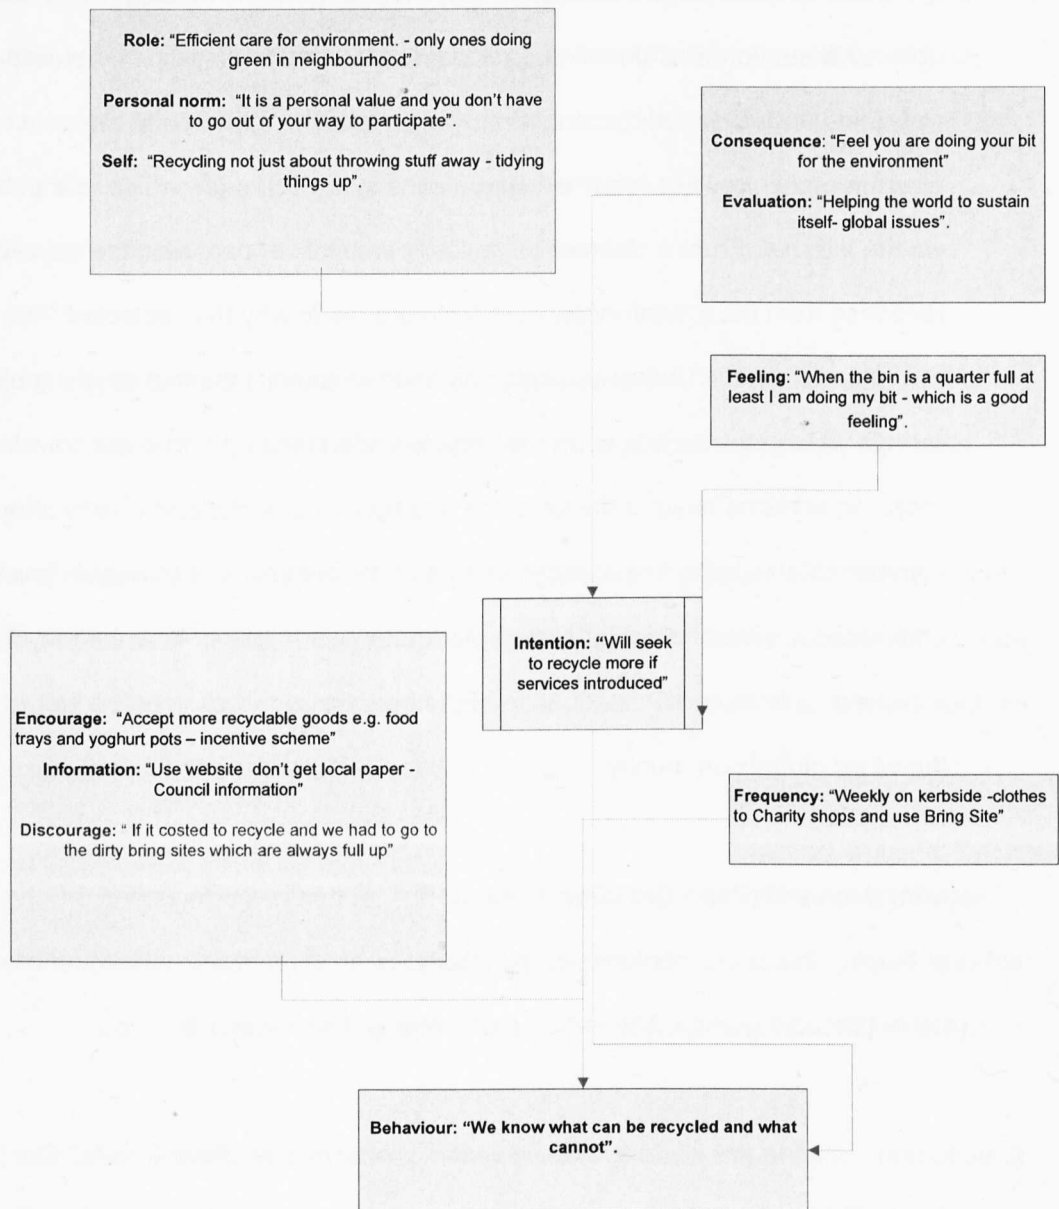 Role: “Efficient care for environment. - only ones doing
green in neighbourhood”.
Personal norm: “It is a personal value and you don’t have
to go out of your way to participate”.
Self: “Recycling not just about throwing stuff away - tidying
things up”.
Consequence: “Feel you are doing your bit
for the environment”
Evaluation: “Helping the world to sustain
itself- global issues”.
Feeling: “When the bin is a quarter full at
least I am doing my bit - which is a good
feeling”.
Intention: “Will seek
to recycle more if
services introduced”
Encourage: “Accept more recyclable goods e.g. food
trays and yoghurt pots – incentive scheme”
Information: “Use website don’t get local paper -
Council information”
Discourage: “ If it costed to recycle and we had to go to
the dirty bring sites which are always full up”
Frequency: “Weekly on kerbside -clothes
to Charity shops and use Bring Site”
Behaviour: “We know what can be recycled and what
cannot”.